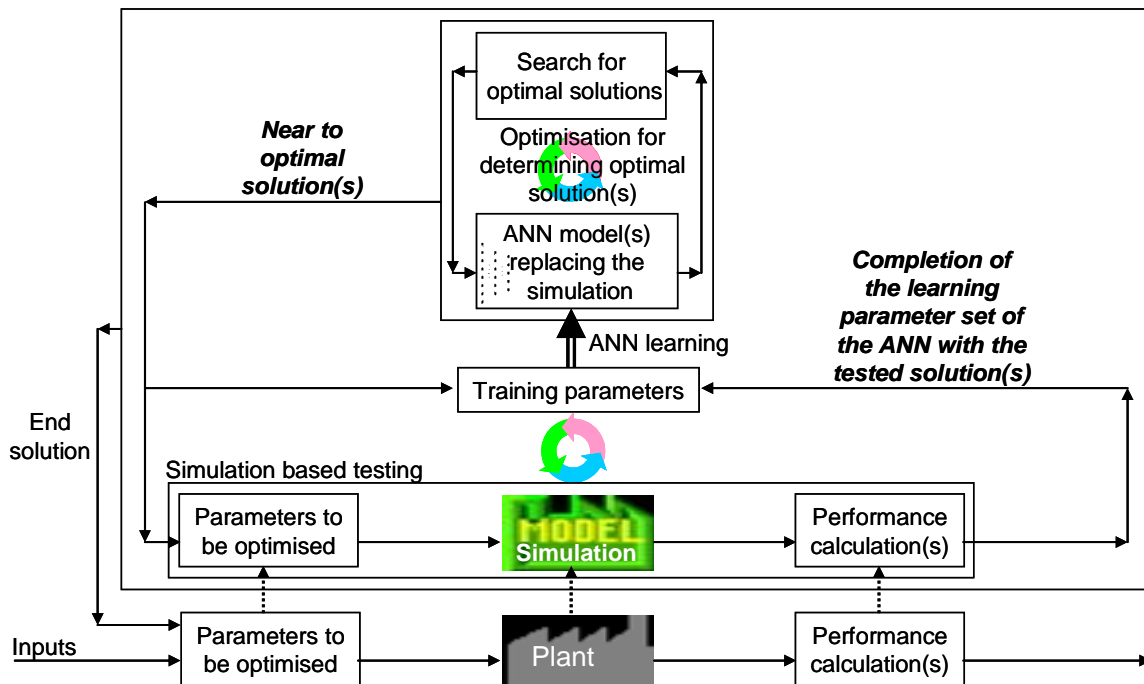 Search for
optimal solutions
Optimisation for
determining optimal
solution(s)
ANN model(s)
replacing the
simulation
Near to
optimal
solution(s)
Completion of
the learning
parameter set of
the ANN with the
tested solution(s)
ANN learning
Training parameters
End
solution
Simulation based testing
Parameters to
be optimised
MODEL
Simulation
Performance
calculation(s)
Inputs
Parameters to
be optimised
Plant
Performance
calculation(s)